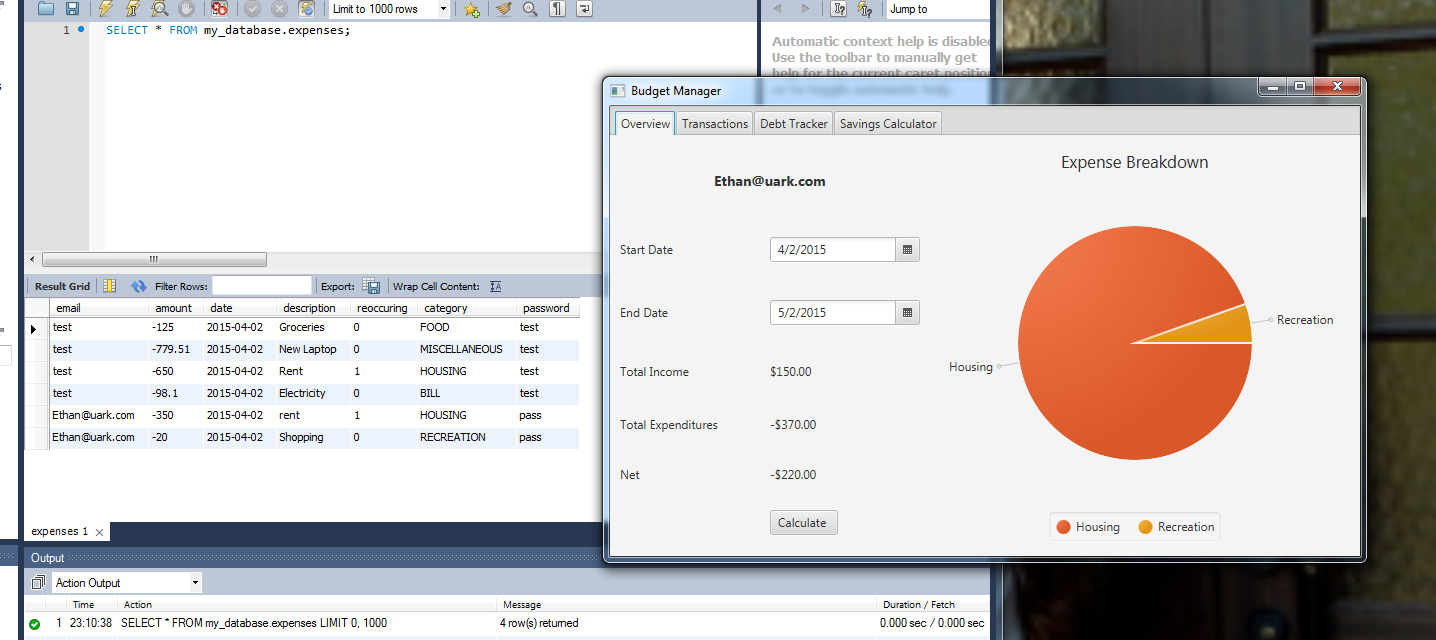 Limit to 1000 rows
Jump to
1 SELECT * FROM my_database.expenses;
Automatic context help is disabled
Use the toolbar to manually get
help for the current caret position
or to toggle automatic help.
Result Grid Filter Rows: Export: Wrap Cell Content: IA
email amount date description reoccuring category password
test -125 2015-04-02 Groceries 0 FOOD test
test -779.51 2015-04-02 New Laptop 0 MISCELLANEOUS test
test -650 2015-04-02 Rent 1 HOUSING test
test -98.1 2015-04-02 Electricity 0 BILL test
Ethan@uark.com -350 2015-04-02 rent 1 HOUSING pass
Ethan@uark.com -20 2015-04-02 Shopping 0 RECREATION pass
expenses 1
Output
Action Output
Time Action Message Duration / Fetch
1 23:10:38 SELECT * FROM my_database.expenses LIMIT 0, 1000 4 row(s) returned 0.000 sec / 0.000 sec
Budget Manager
Overview Transactions Debt Tracker Savings Calculator
Ethan@uark.com
Start Date 4/2/2015
End Date 5/2/2015
Total Income $150.00
Total Expenditures -$370.00
Net -$220.00
Calculate
Expense Breakdown
Recreation
Housing
Housing Recreation